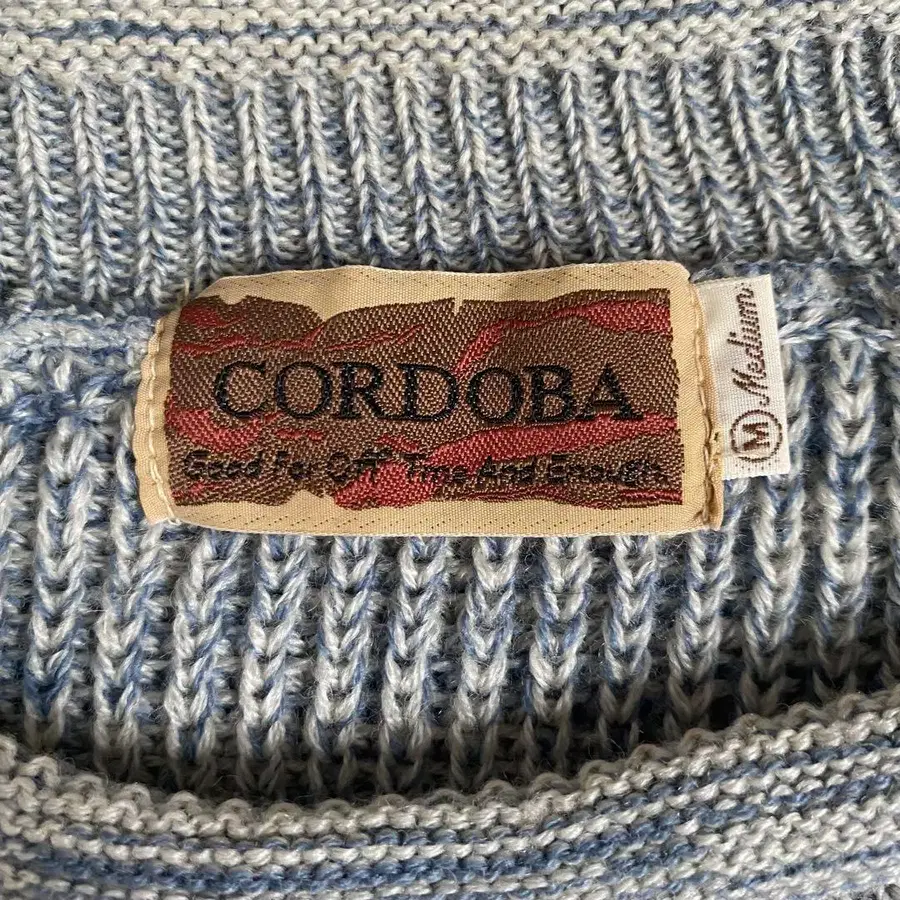 CORDOBA
Good For Off Time And Enough.
M Medium